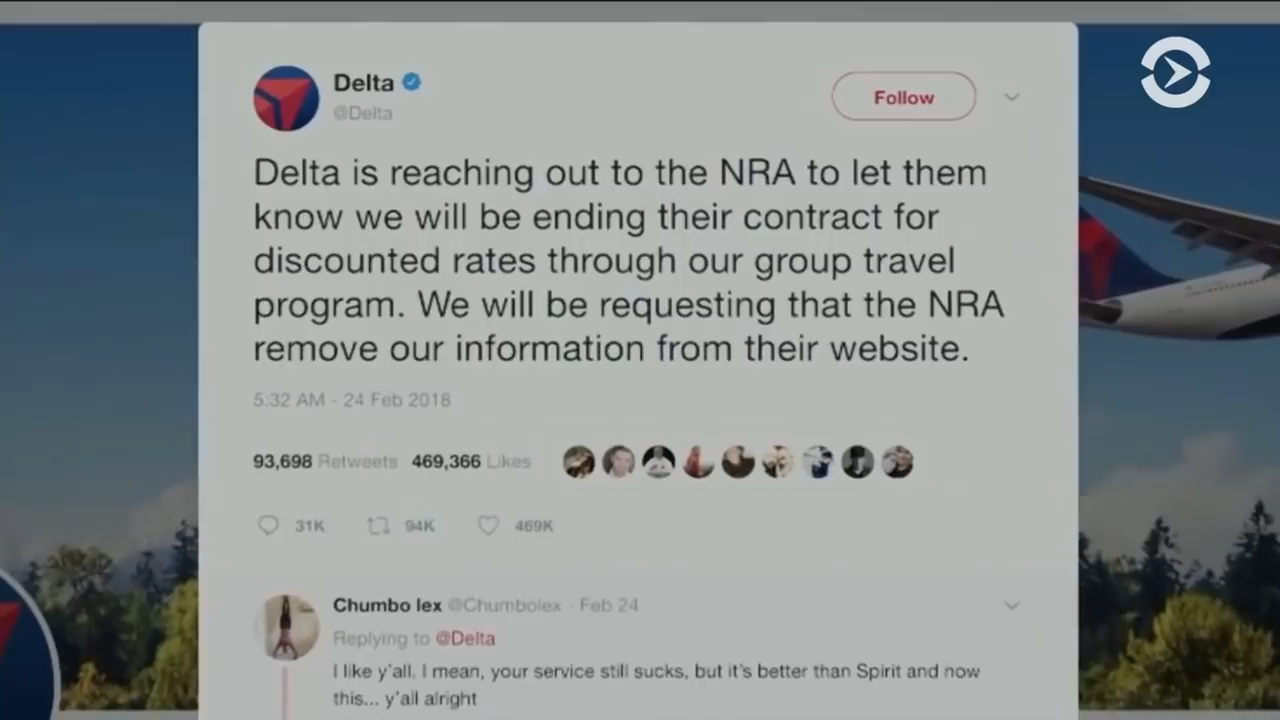 Delta
@Delta
Follow
Delta is reaching out to the NRA to let them
know we will be ending their contract for
discounted rates through our group travel
program. We will be requesting that the NRA
remove our information from their website.
5:32 AM - 24 Feb 2018
93,698 Retweets 469,366 Likes
31K 94K 469K
Chumbo lex @Chumbolex · Feb 24
Replying to @Delta
I like y'all. I mean, your service still sucks, but it's better than Spirit and now
this... y'all alright